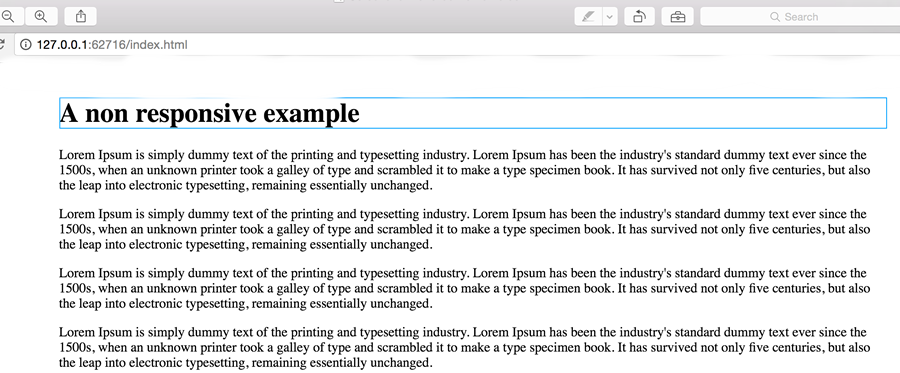 Search
127.0.0.1:62716/index.html
A non responsive example
Lorem Ipsum is simply dummy text of the printing and typesetting industry. Lorem Ipsum has been the industry's standard dummy text ever since the
1500s, when an unknown printer took a galley of type and scrambled it to make a type specimen book. It has survived not only five centuries, but also
the leap into electronic typesetting, remaining essentially unchanged.
Lorem Ipsum is simply dummy text of the printing and typesetting industry. Lorem Ipsum has been the industry's standard dummy text ever since the
1500s, when an unknown printer took a galley of type and scrambled it to make a type specimen book. It has survived not only five centuries, but also
the leap into electronic typesetting, remaining essentially unchanged.
Lorem Ipsum is simply dummy text of the printing and typesetting industry. Lorem Ipsum has been the industry's standard dummy text ever since the
1500s, when an unknown printer took a galley of type and scrambled it to make a type specimen book. It has survived not only five centuries, but also
the leap into electronic typesetting, remaining essentially unchanged.
Lorem Ipsum is simply dummy text of the printing and typesetting industry. Lorem Ipsum has been the industry's standard dummy text ever since the
1500s, when an unknown printer took a galley of type and scrambled it to make a type specimen book. It has survived not only five centuries, but also
the leap into electronic typesetting, remaining essentially unchanged.